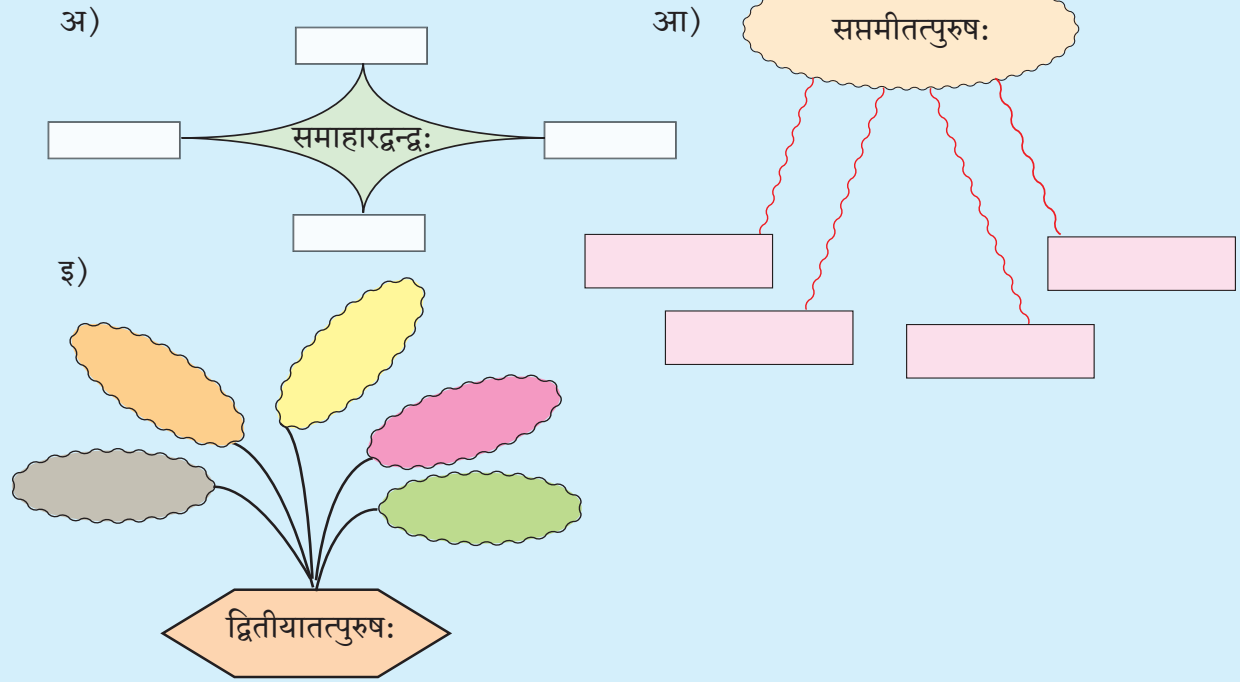 अ)
समाहारद्वन्द्वः
आ)
सप्तमीतत्पुरुषः
इ)
द्वितीयातत्पुरुषः